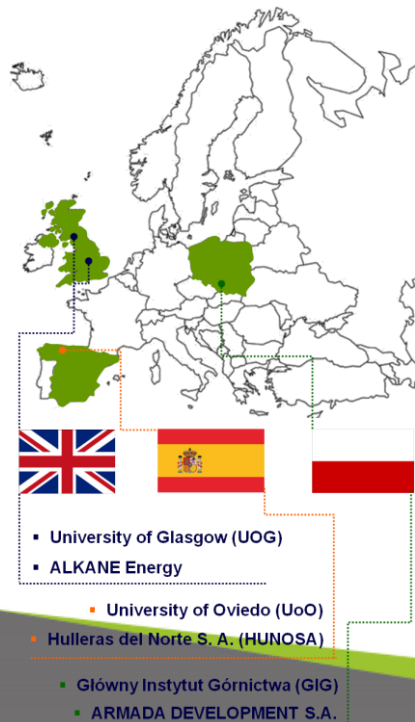 University of Glasgow (UOG)
ALKANE Energy
University of Oviedo (UoO)
Hulleras del Norte S. A. (HUNOSA)
Główny Instytut Górnictwa (GIG)
ARMADA DEVELOPMENT S.A.